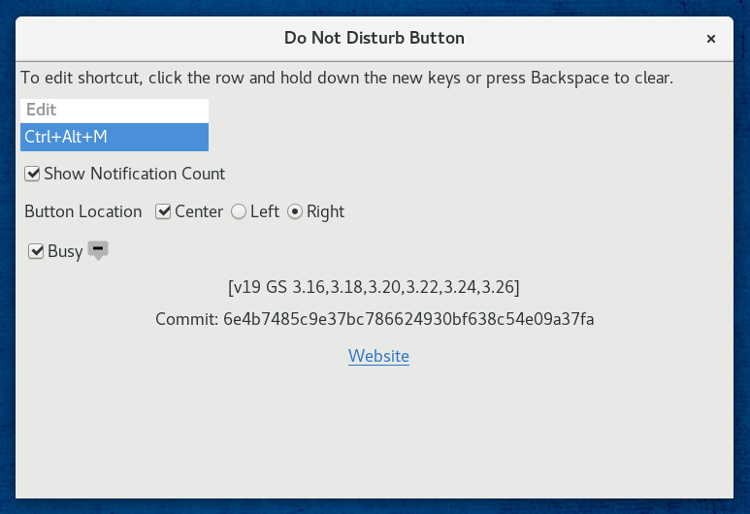 Do Not Disturb Button
To edit shortcut, click the row and hold down the new keys or press Backspace to clear.
Edit
Ctrl+Alt+M
Show Notification Count
Button Location Center Left Right
Busy
[v19 GS 3.16,3.18,3.20,3.22,3.24,3.26]
Commit: 6e4b7485c9e37bc786624930bf638c54e09a37fa
Website